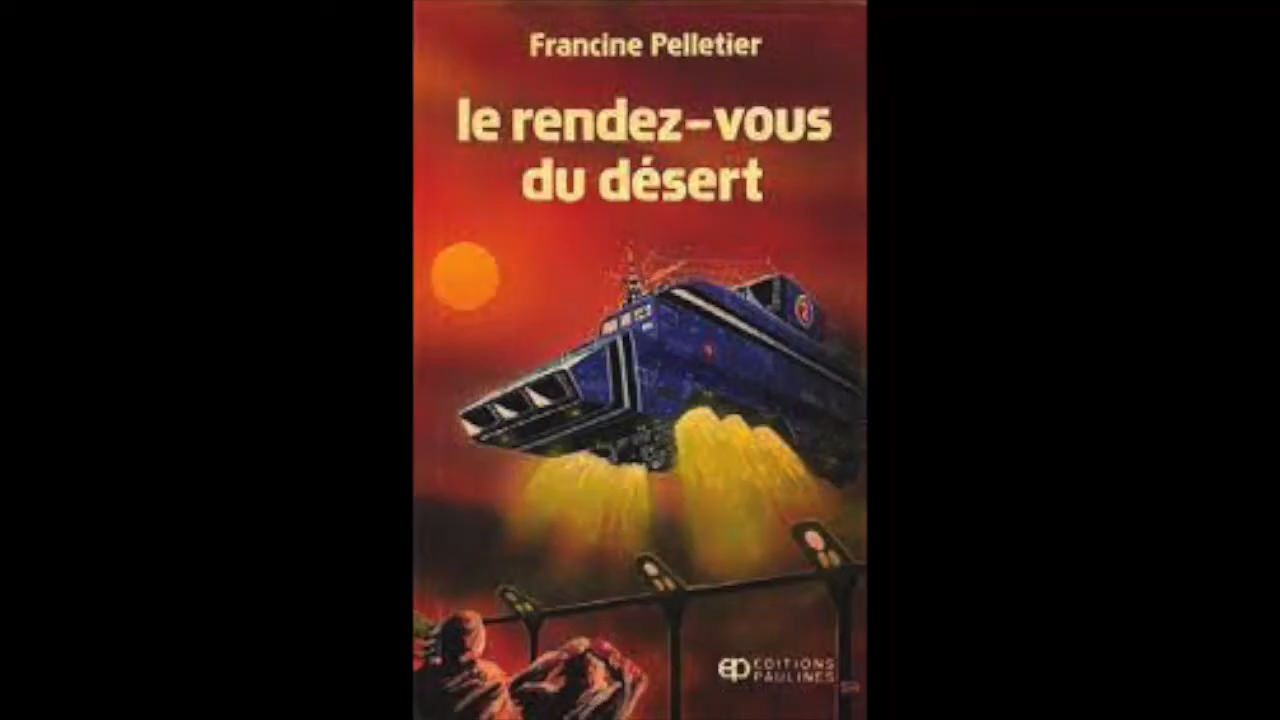 Francine Pelletier
le rendez-vous
du désert
EDITIONS
PAULINES